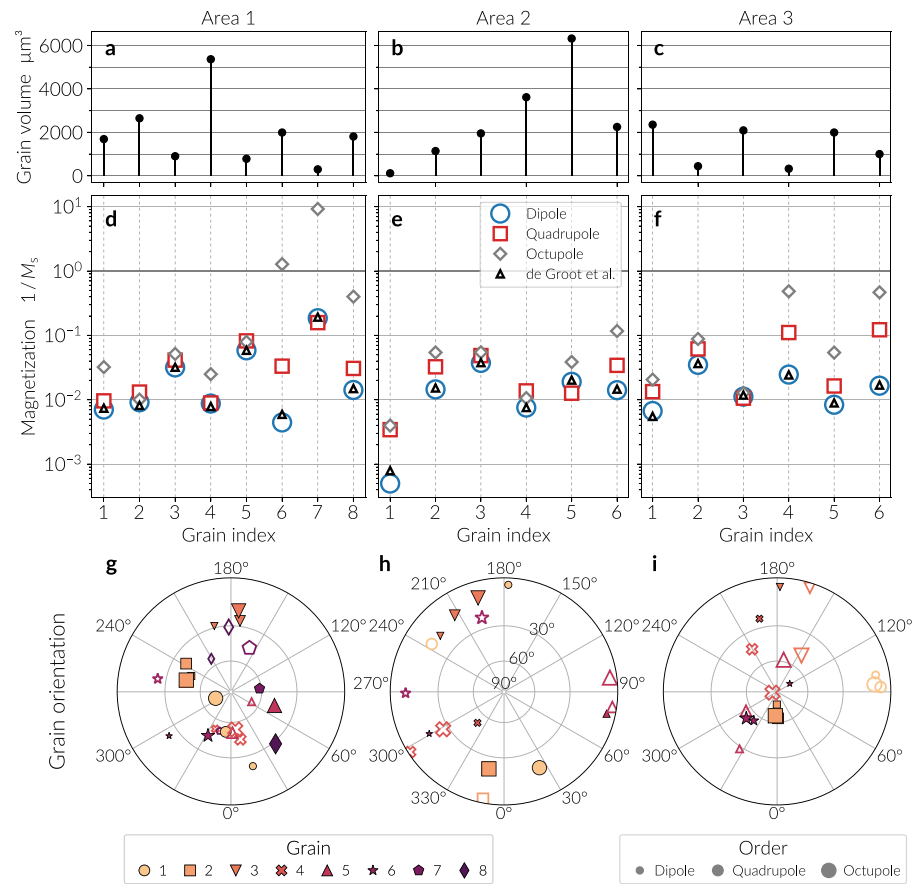 Area 1 Area 2 Area 3
a b c
Grain volume μm³
6000
4000
2000
0
d e f
Magnetization 1 / Mₛ
10¹
10⁰
10⁻¹
10⁻²
10⁻³
Dipole
Quadrupole
Octupole
de Groot et al.
1 2 3 4 5 6 7 8 1 2 3 4 5 6 1 2 3 4 5 6
Grain index Grain index Grain index
g h i
Grain orientation
180°
240°
300°
0°
180°
210°
150°
240°
120°
30°
60°
270°
90°
90°
300°
60°
330°
30°
0°
180°
240°
120°
300°
60°
0°
Grain
1 2 3 4 5 6 7 8
Order
Dipole Quadrupole Octupole